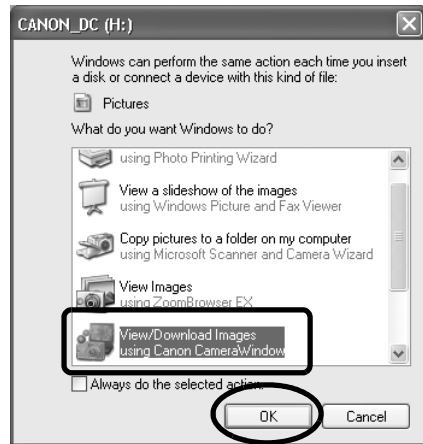 CANON_DC (H:)
Windows can perform the same action each time you insert
a disk or connect a device with this kind of file:
Pictures
What do you want Windows to do?
using Photo Printing Wizard
View a slideshow of the images
using Windows Picture and Fax Viewer
Copy pictures to a folder on my computer
using Microsoft Scanner and Camera Wizard
View Images
using ZoomBrowser EX
View/Download Images
using Canon CameraWindow
Always do the selected action.
OK
Cancel